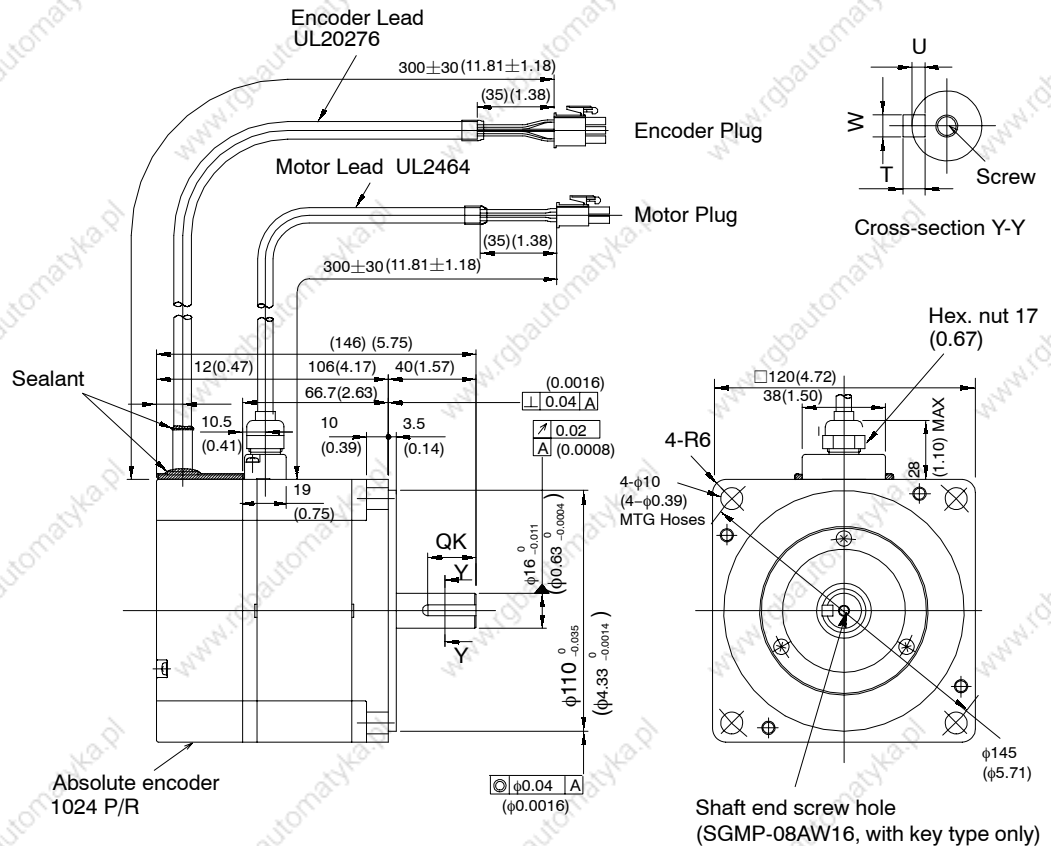 Encoder Lead
UL20276
300±30 (11.81±1.18)
(35)(1.38)
Encoder Plug
Motor Lead UL2464
Motor Plug
(35)(1.38)
300±30 (11.81±1.18)
U
W
T
Screw
Cross-section Y-Y
(146) (5.75)
12(0.47)
106(4.17)
40(1.57)
66.7(2.63)
Sealant
10.5
(0.41)
10
(0.39)
3.5
(0.14)
(0.0016)
⊥ 0.04 A
↗ 0.02
A (0.0008)
19
(0.75)
QK
Y
Y
ϕ16 0 -0.011
(ϕ0.63 0 -0.0004)
ϕ110 0 -0.035
(ϕ4.33 0 -0.0014)
◎ ϕ0.04 A
(ϕ0.0016)
Absolute encoder
1024 P/R
Hex. nut 17
(0.67)
□120(4.72)
38(1.50)
28
(1.10) MAX
4-R6
4-ϕ10
(4-ϕ0.39)
MTG Hoses
ϕ145
(ϕ5.71)
Shaft end screw hole
(SGMP-08AW16, with key type only)
www.rgbautomatyka.pl